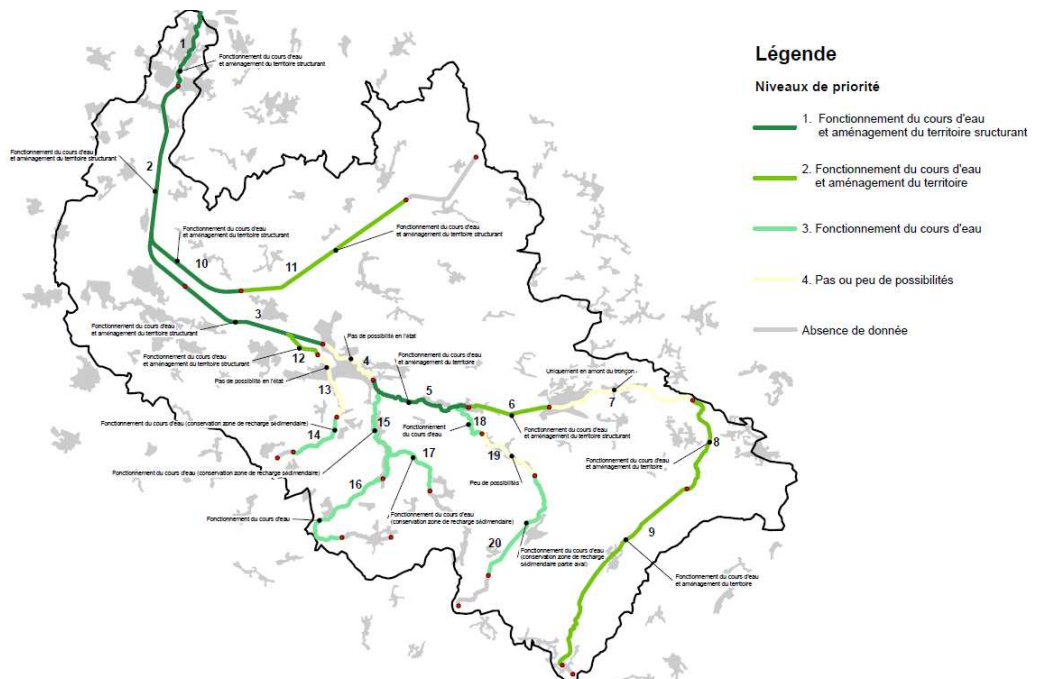 1
Fonctionnement du cours d'eau
et aménagement du territoire structurant
Légende
Niveaux de priorité
1. Fonctionnement du cours d'eau
et aménagement du territoire sructurant
2. Fonctionnement du cours d'eau
et aménagement du territoire
3. Fonctionnement du cours d'eau
4. Pas ou peu de possibilités
Absence de donnée
Fonctionnement du cours d'eau
et aménagement du territoire structurant
2
Fonctionnement du cours d'eau
et aménagement du territoire structurant
10
Fonctionnement du cours d'eau
et aménagement du territoire structurant
11
3
Fonctionnement du cours d'eau
et aménagement du territoire structurant
Pas de possibilité en l'état
4
Fonctionnement du cours d'eau
et aménagement du territoire
Fonctionnement du cours d'eau
et aménagement du territoire structurant
12
Pas de possibilité en l'état
13
5
Uniquement en amont du tronçon
7
6
Fonctionnement du cours d'eau
et aménagement du territoire structurant
Fonctionnement du cours d'eau (conservation zone de recharge sédimentaire)
14
15
18
Fonctionnement
du cours d'eau
8
Fonctionnement du cours d'eau
et aménagement du territoire
Fonctionnement du cours d'eau (conservation zone de recharge sédimentaire)
17
19
Peu de possibilités
16
Fonctionnement du cours d'eau
Fonctionnement du cours d'eau
(conservation zone de recharge sédimentaire)
20
Fonctionnement du cours d'eau
(conservation zone de recharge
sédimentaire partie aval)
9
Fonctionnement du cours d'eau
et aménagement du territoire